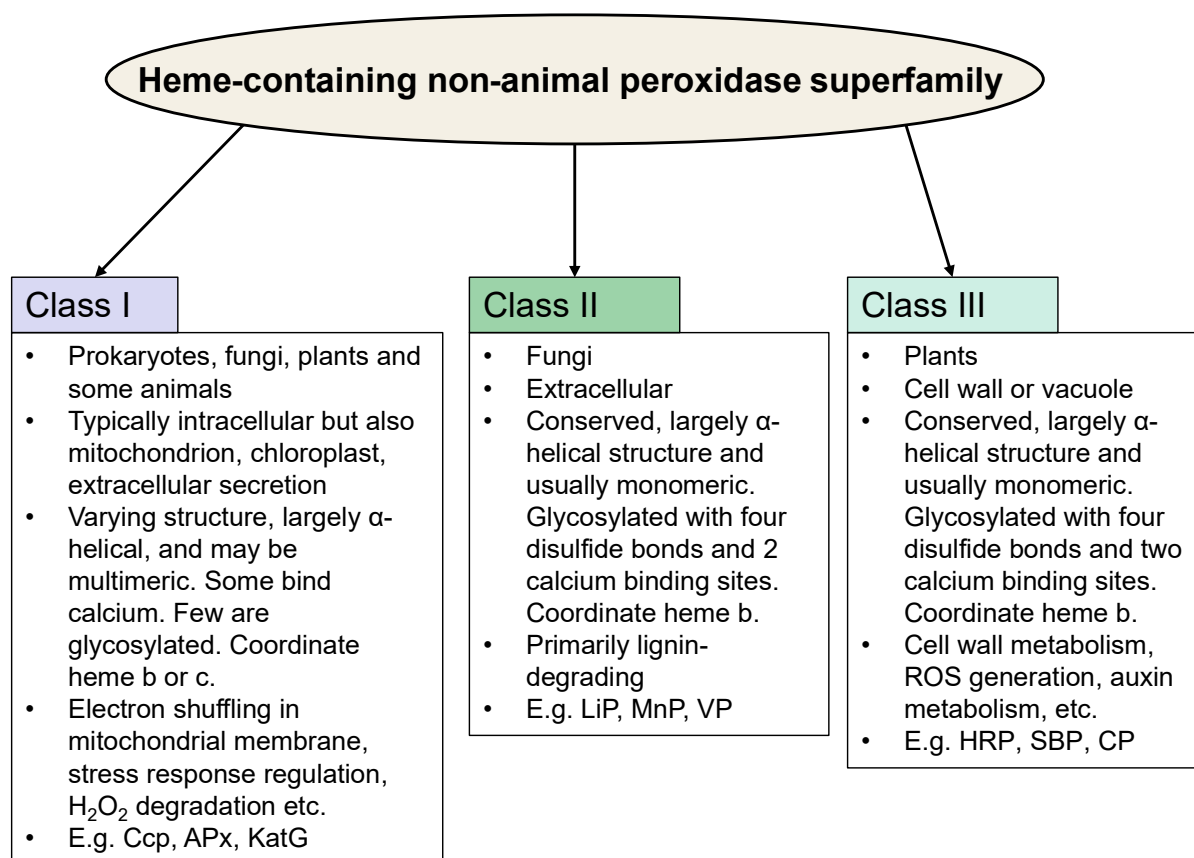 Heme-containing non-animal peroxidase superfamily
Class I
• Prokaryotes, fungi, plants and
some animals
• Typically intracellular but also
mitochondrion, chloroplast,
extracellular secretion
• Varying structure, largely α-
helical, and may be
multimeric. Some bind
calcium. Few are
glycosylated. Coordinate
heme b or c.
• Electron shuffling in
mitochondrial membrane,
stress response regulation,
H₂O₂ degradation etc.
• E.g. Ccp, APx, KatG
Class II
• Fungi
• Extracellular
• Conserved, largely α-
helical structure and
usually monomeric.
Glycosylated with four
disulfide bonds and 2
calcium binding sites.
Coordinate heme b.
• Primarily lignin-
degrading
• E.g. LiP, MnP, VP
Class III
• Plants
• Cell wall or vacuole
• Conserved, largely α-
helical structure and
usually monomeric.
Glycosylated with four
disulfide bonds and two
calcium binding sites.
Coordinate heme b.
• Cell wall metabolism,
ROS generation, auxin
metabolism, etc.
• E.g. HRP, SBP, CP